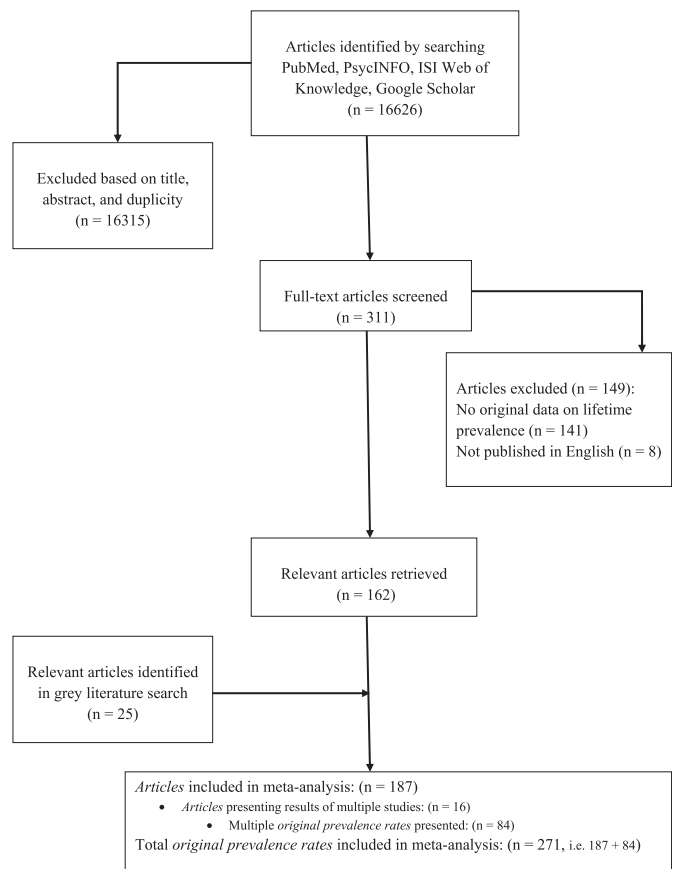 Articles identified by searching
PubMed, PsycINFO, ISI Web of
Knowledge, Google Scholar
(n = 16626)
Excluded based on title,
abstract, and duplicity
(n = 16315)
Full-text articles screened
(n = 311)
Articles excluded (n = 149):
No original data on lifetime
prevalence (n = 141)
Not published in English (n = 8)
Relevant articles retrieved
(n = 162)
Relevant articles identified
in grey literature search
(n = 25)
Articles included in meta-analysis: (n = 187)
• Articles presenting results of multiple studies: (n = 16)
• Multiple original prevalence rates presented: (n = 84)
Total original prevalence rates included in meta-analysis: (n = 271, i.e. 187 + 84)